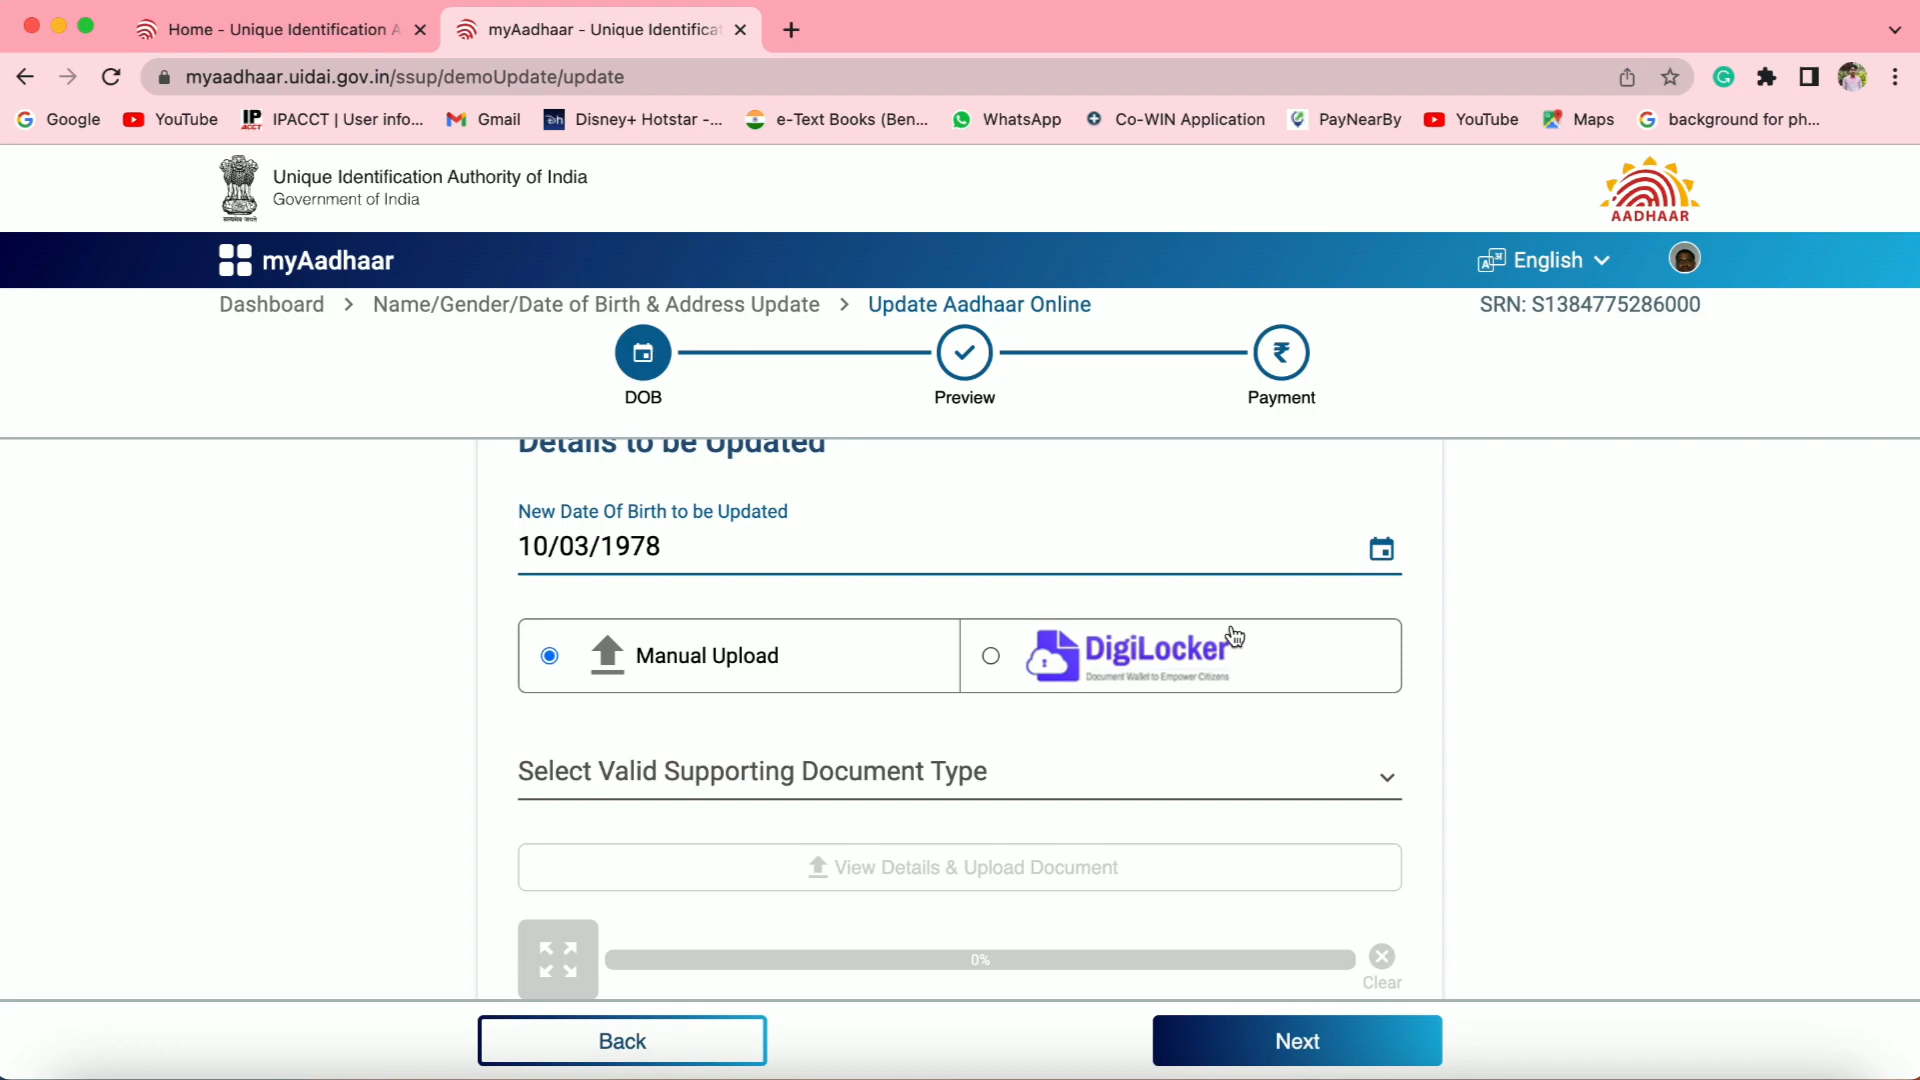 Home - Unique Identification A
myAadhaar - Unique Identificat
myaadhaar.uidai.gov.in/ssup/demoUpdate/update
Google
YouTube
IPACCT | User info...
Gmail
Disney+ Hotstar -...
e-Text Books (Ben...
WhatsApp
Co-WIN Application
PayNearBy
YouTube
Maps
background for ph...
Unique Identification Authority of India
Government of India
सत्यमेव जयते
AADHAAR
myAadhaar
English
Dashboard > Name/Gender/Date of Birth & Address Update > Update Aadhaar Online
SRN: S1384775286000
DOB
Preview
Payment
Details to be Updated
New Date Of Birth to be Updated
10/03/1978
Manual Upload
DigiLocker
Document Wallet to Empower Citizens
Select Valid Supporting Document Type
View Details & Upload Document
0%
Clear
Back
Next